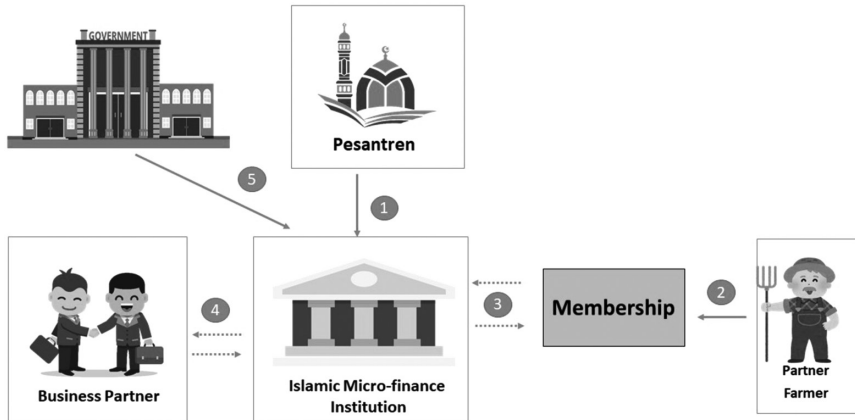 GOVERNMENT
Pesantren
5
1
4
3
Membership
2
Business Partner
Islamic Micro-finance
Institution
Partner
Farmer